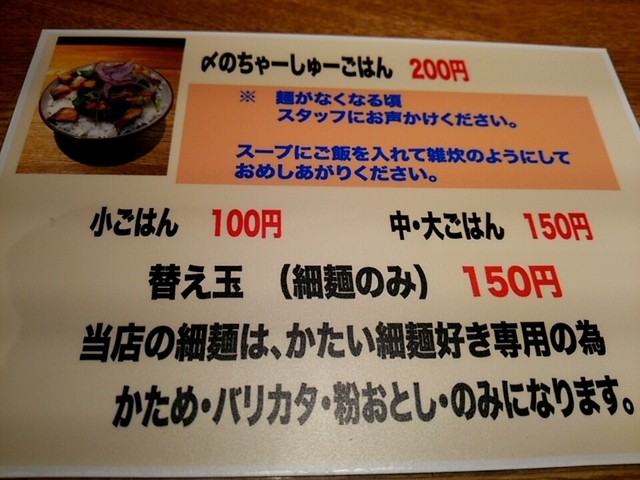 〆のちゃーしゅーごはん 200円
※ 麺がなくなる頃
スタッフにお声かけください。
スープにご飯を入れて雑炊のようにして
おめしあがりください。
小ごはん 100円 中・大ごはん 150円
替え玉 (細麺のみ) 150円
当店の細麺は、かたい細麺好き専用の為
かため・バリカタ・粉おとし・のみになります。